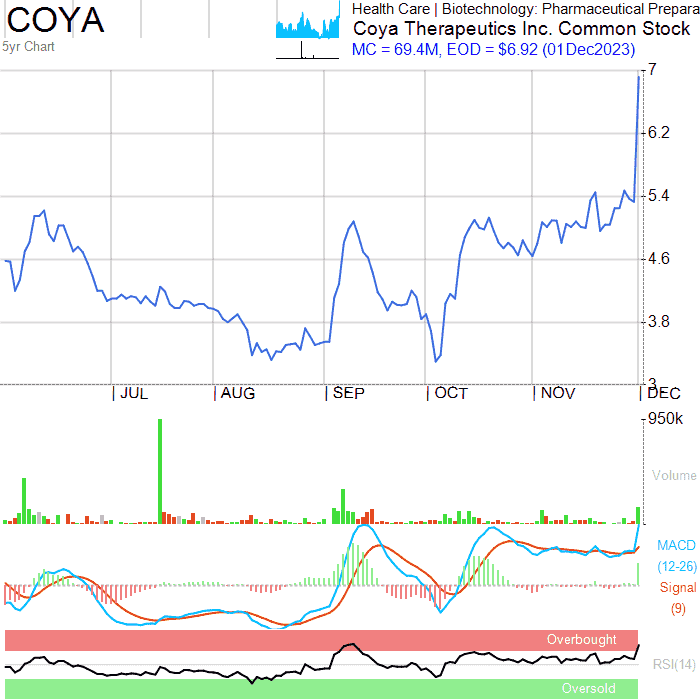 COYA
5yr Chart
Health Care | Biotechnology: Pharmaceutical Prepara
Coya Therapeutics Inc. Common Stock
MC = 69.4M, EOD = $6.92 (01Dec2023)
7
6.2
5.4
4.6
3.8
3
JUL AUG SEP OCT NOV DEC
950k
Volume
MACD
(12-26)
Signal
(9)
Overbought
RSI(14)
Oversold